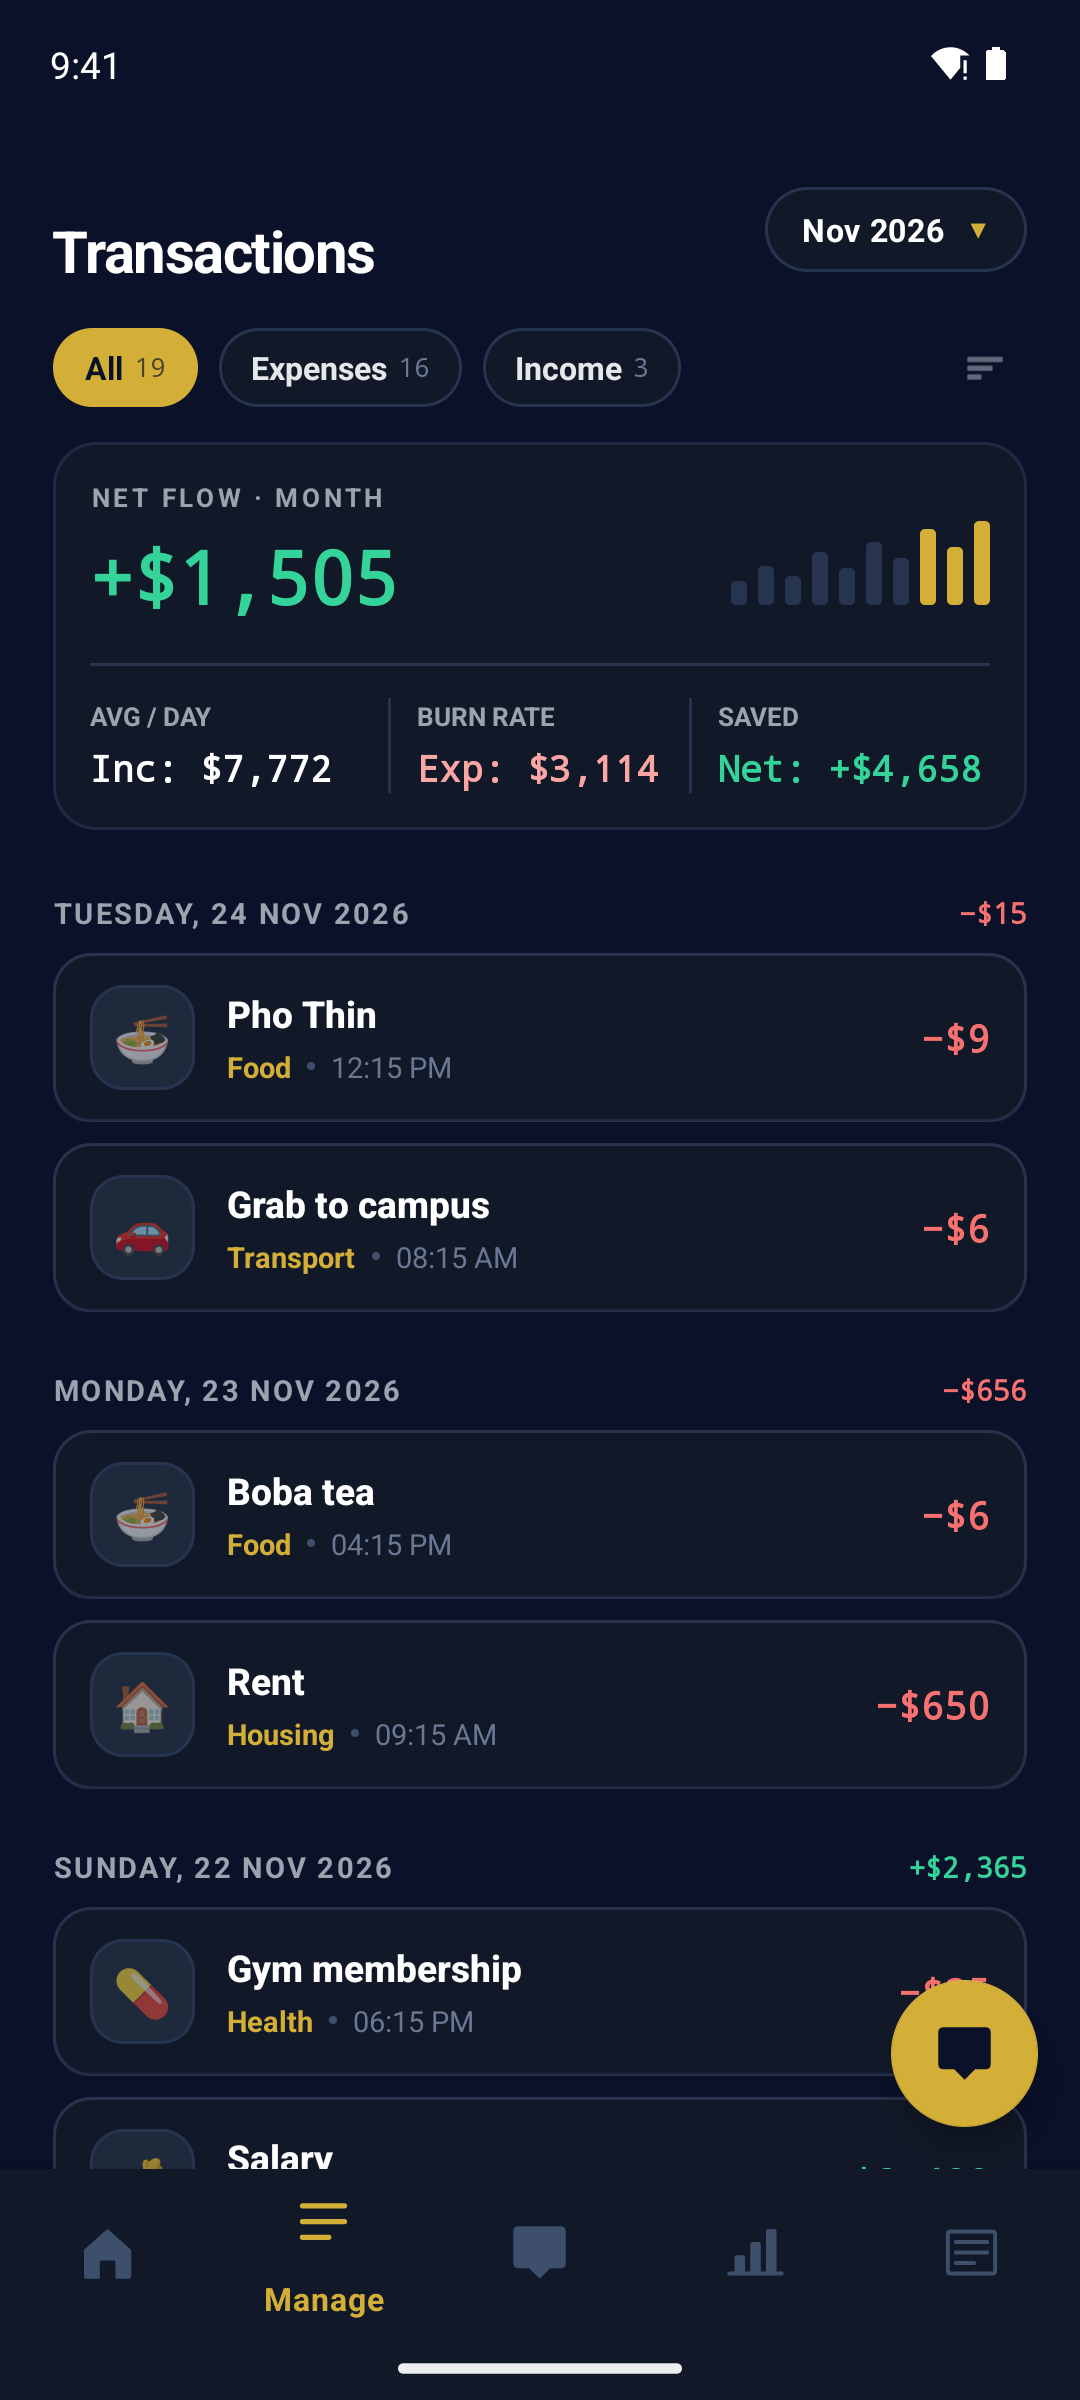 9:41
Transactions
Nov 2026 ▼
All 19
Expenses 16
Income 3
NET FLOW · MONTH
+$1,505
AVG / DAY
Inc: $7,772
BURN RATE
Exp: $3,114
SAVED
Net: +$4,658
TUESDAY, 24 NOV 2026
−$15
Pho Thin
Food • 12:15 PM
−$9
Grab to campus
Transport • 08:15 AM
−$6
MONDAY, 23 NOV 2026
−$656
Boba tea
Food • 04:15 PM
−$6
Rent
Housing • 09:15 AM
−$650
SUNDAY, 22 NOV 2026
+$2,365
Gym membership
Health • 06:15 PM
Salary
Manage